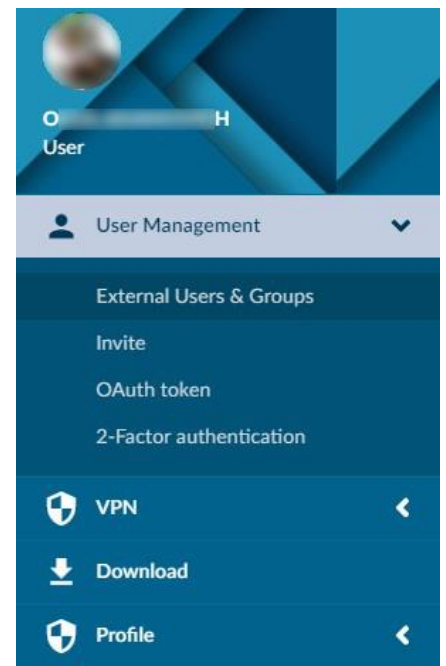 O H
User
User Management
External Users & Groups
Invite
OAuth token
2-Factor authentication
VPN
Download
Profile